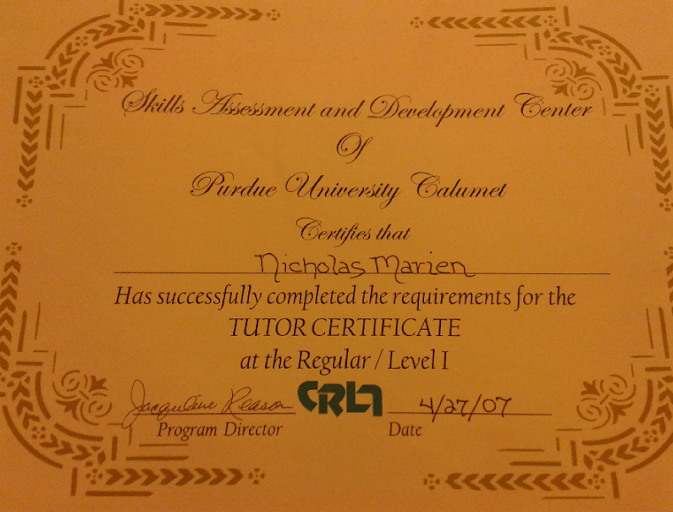 Skills Assessment and Development Center
Of
Purdue University Calumet
Certifies that
Nicholas Marien
Has successfully completed the requirements for the
TUTOR CERTIFICATE
at the Regular / Level I
Jacqueline Reason CRLA 4/27/07
Program Director Date